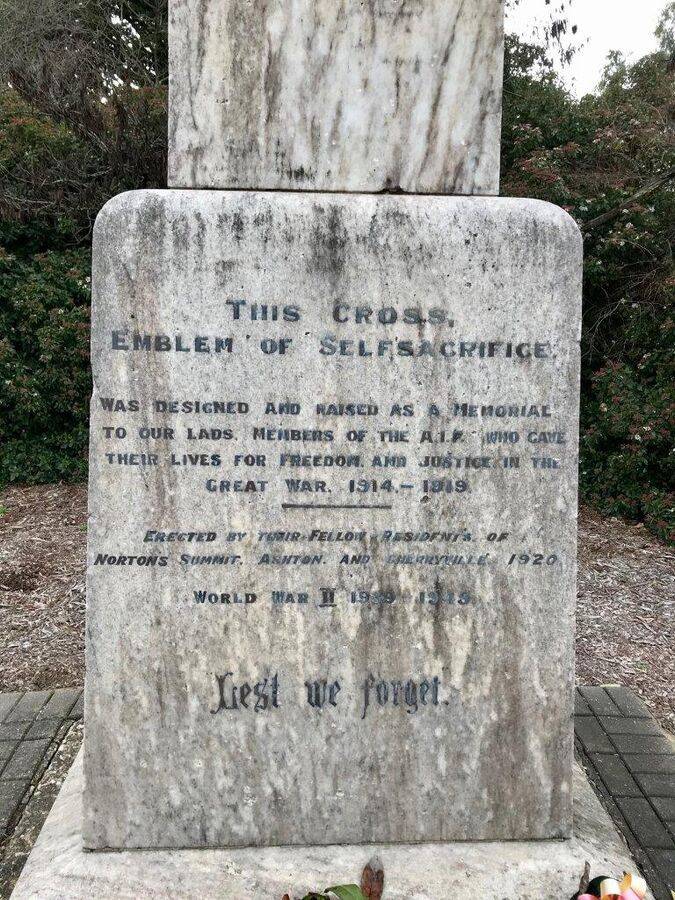 THIS CROSS,
EMBLEM OF SELFSACRIFICE.
WAS DESIGNED AND RAISED AS A MEMORIAL
TO OUR LADS, MEMBERS OF THE A.I.F. WHO GAVE
THEIR LIVES FOR FREEDOM AND JUSTICE IN THE
GREAT WAR. 1914 - 1919.
ERECTED BY THEIR FELLOW RESIDENTS OF
NORTONS SUMMIT, ASHTON, AND CHERRYVILLE 1920
WORLD WAR II 1939 1945
Lest we forget.